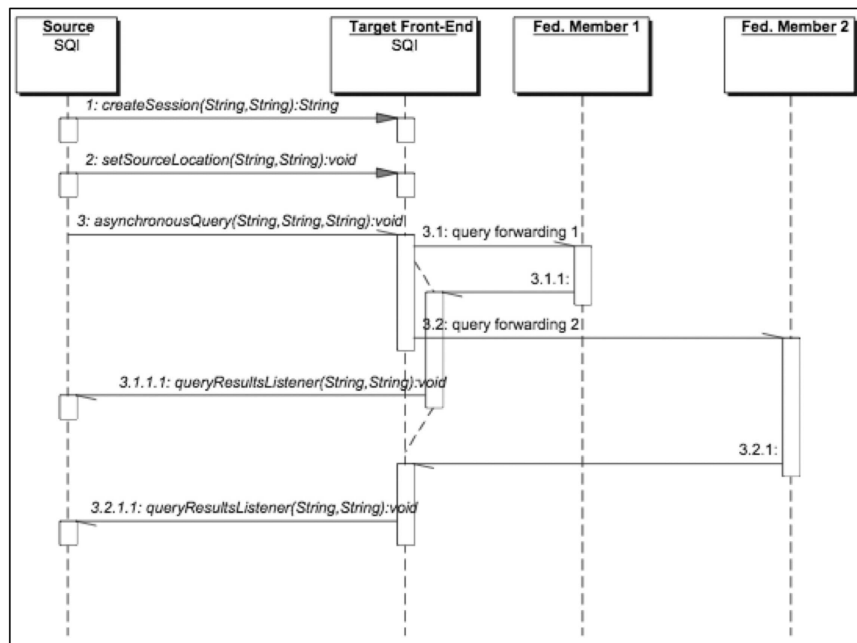 Source
SQI
Target Front-End
SQI
Fed. Member 1
Fed. Member 2
1: createSession(String,String):String
2: setSourceLocation(String,String):void
3: asynchronousQuery(String,String,String):void
3.1: query forwarding 1
3.1.1:
3.2: query forwarding 2
3.1.1.1: queryResultsListener(String,String):void
3.2.1:
3.2.1.1: queryResultsListener(String,String):void